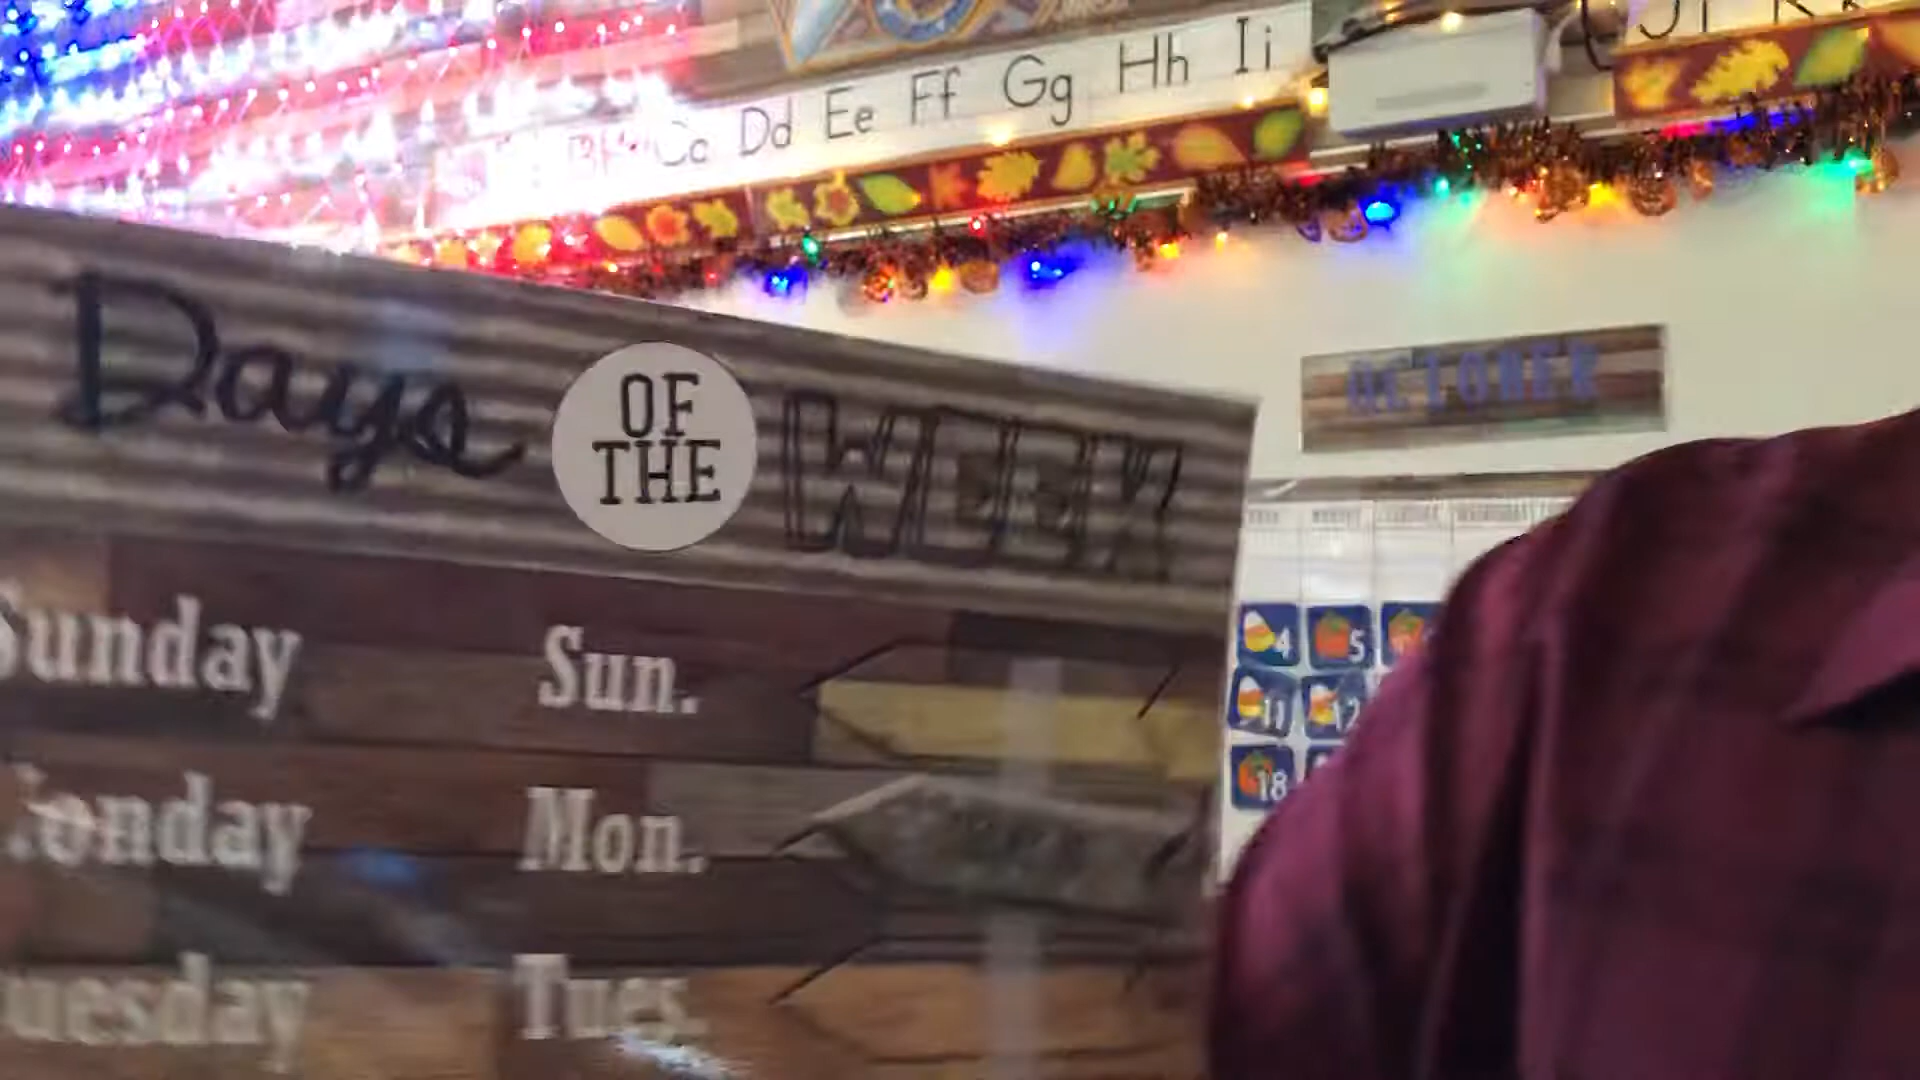 Cc Dd Ee Ff Gg Hh Ii
Days OF THE WEEK
OCTOBER
Sunday Sun.
Monday Mon.
Tuesday Tues.
4 5
11 12
18